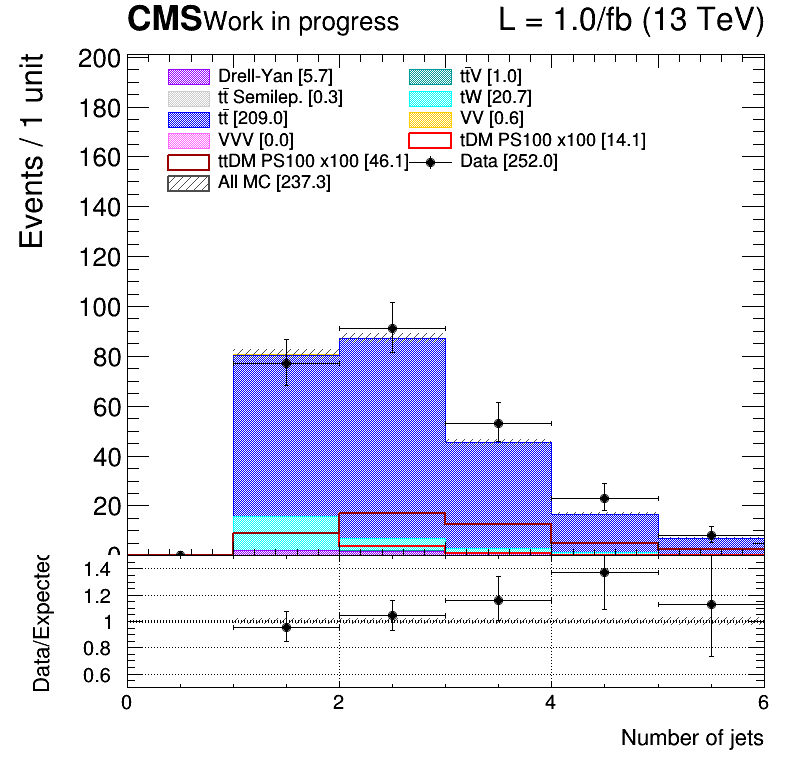 CMS Work in progress L = 1.0/fb (13 TeV)
Events / 1 unit
200
180
160
140
120
100
80
60
40
20
0
Drell-Yan [5.7] tt̄V [1.0]
tt̄ Semilep. [0.3] tW [20.7]
tt̄ [209.0] VV [0.6]
VVV [0.0] tDM PS100 x100 [14.1]
ttDM PS100 x100 [46.1] Data [252.0]
All MC [237.3]
Data/Expected
1.4
1.2
1
0.8
0.6
0 2 4 6
Number of jets